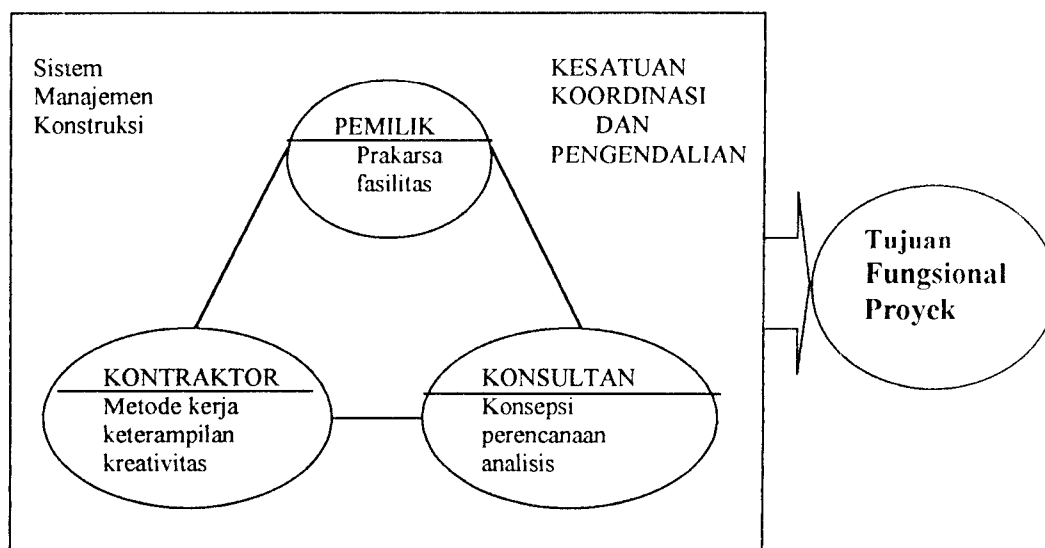 Sistem
Manajemen
Konstruksi
KESATUAN
KOORDINASI
DAN
PENGENDALIAN
PEMILIK
Prakarsa
fasilitas
KONTRAKTOR
Metode kerja
keterampilan
kreativitas
KONSULTAN
Konsepsi
perencanaan
analisis
Tujuan
Fungsional
Proyek